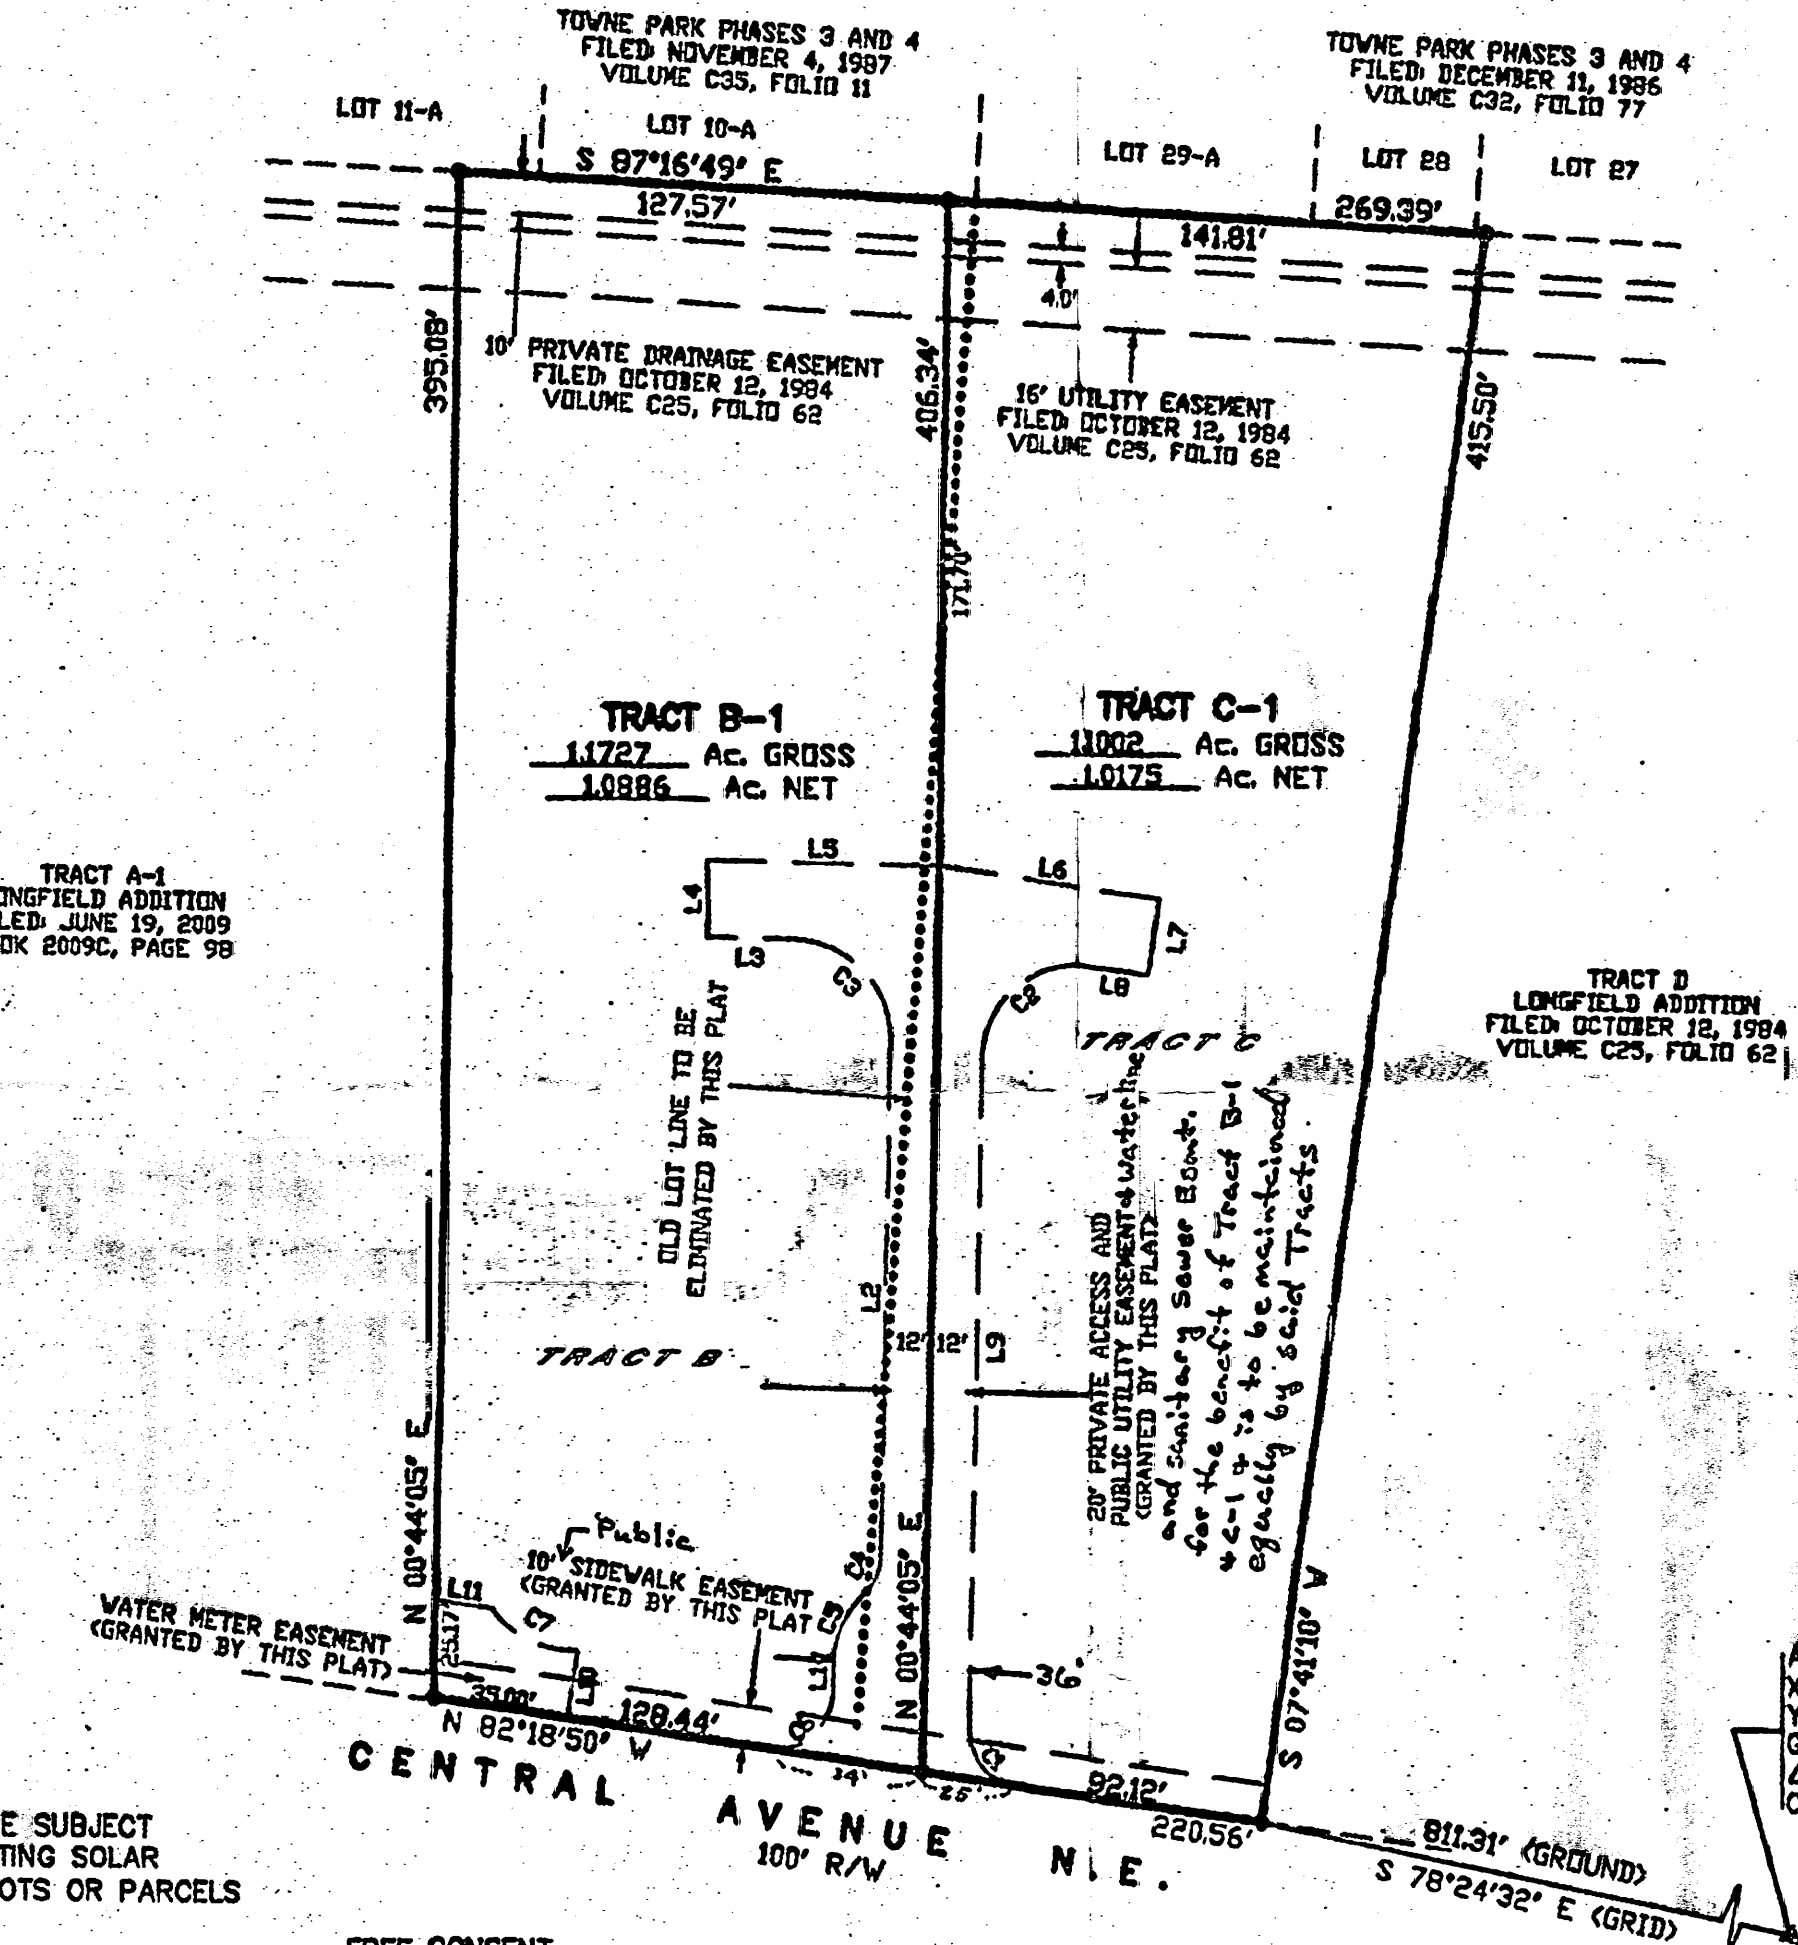 TOWNE PARK PHASES 3 AND 4
FILED: NOVEMBER 4, 1987
VOLUME C35, FOLIO 11
TOWNE PARK PHASES 3 AND 4
FILED: DECEMBER 11, 1986
VOLUME C32, FOLIO 77
LOT 11-A
LOT 10-A
LOT 29-A
LOT 28
LOT 27
S 87°16'49" E
127.57'
269.39'
141.81'
4.0'
395.08'
406.34'
415.50'
171.70'
10' PRIVATE DRAINAGE EASEMENT
FILED: OCTOBER 12, 1984
VOLUME C25, FOLIO 62
16' UTILITY EASEMENT
FILED: OCTOBER 12, 1984
VOLUME C25, FOLIO 62
TRACT B-1
1.1727 Ac. GROSS
1.0886 Ac. NET
TRACT C-1
1.1002 Ac. GROSS
1.0175 Ac. NET
TRACT A-1
ONGFIELD ADDITION
LED: JUNE 19, 2009
OK 2009C, PAGE 98
TRACT D
LONGFIELD ADDITION
FILED: OCTOBER 12, 1984
VOLUME C25, FOLIO 62
L5
L6
L4
L7
L3
L8
C3
C2
OLD LOT LINE TO BE
ELIMINATED BY THIS PLAT
TRACT C
TRACT B
L2
12'
12'
L9
20' PRIVATE ACCESS AND
PUBLIC UTILITY EASEMENT & waterline
(GRANTED BY THIS PLAT)
and sanitary sewer Esmt.
for the benefit of Tract B-1
& C-1 & is to be maintained
equally by said Tracts.
N 00°44'05" E
N 00°44'05" E
S 07°41'10" W
Public
10' SIDEWALK EASEMENT
(GRANTED BY THIS PLAT
WATER METER EASEMENT
(GRANTED BY THIS PLAT)
L11
C7
25.17'
35.00'
L10
C4
C5
L17
C6
36'
C1
N 82°18'50" W
128.44'
34'
25'
92.12'
220.56'
CENTRAL AVENUE N.E.
100' R/W
811.31' (GROUND)
S 78°24'32" E (GRID)
E SUBJECT
TING SOLAR
OTS OR PARCELS